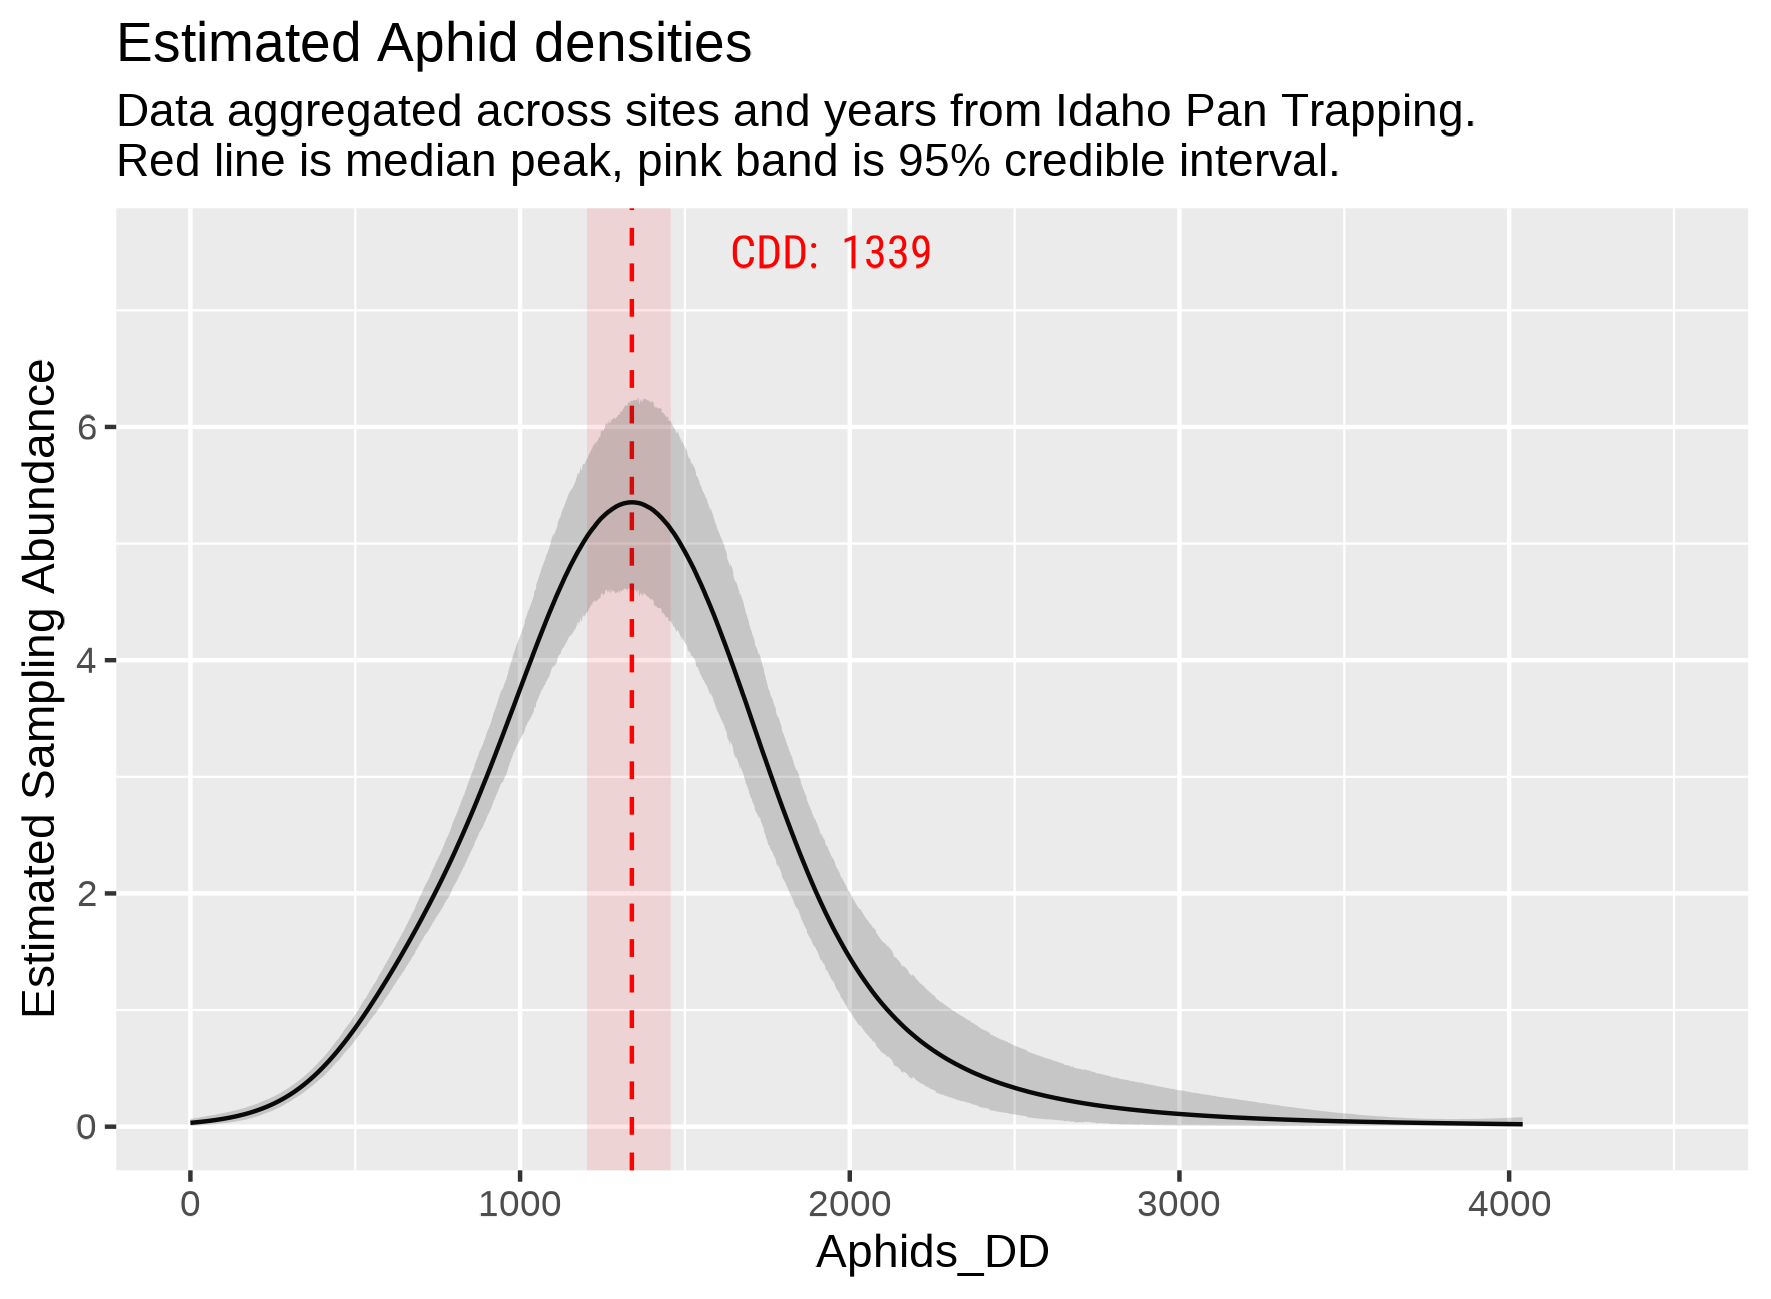 Estimated Aphid densities
Data aggregated across sites and years from Idaho Pan Trapping.
Red line is median peak, pink band is 95% credible interval.
CDD: 1339
Estimated Sampling Abundance
6
4
2
0
0 1000 2000 3000 4000
Aphids_DD